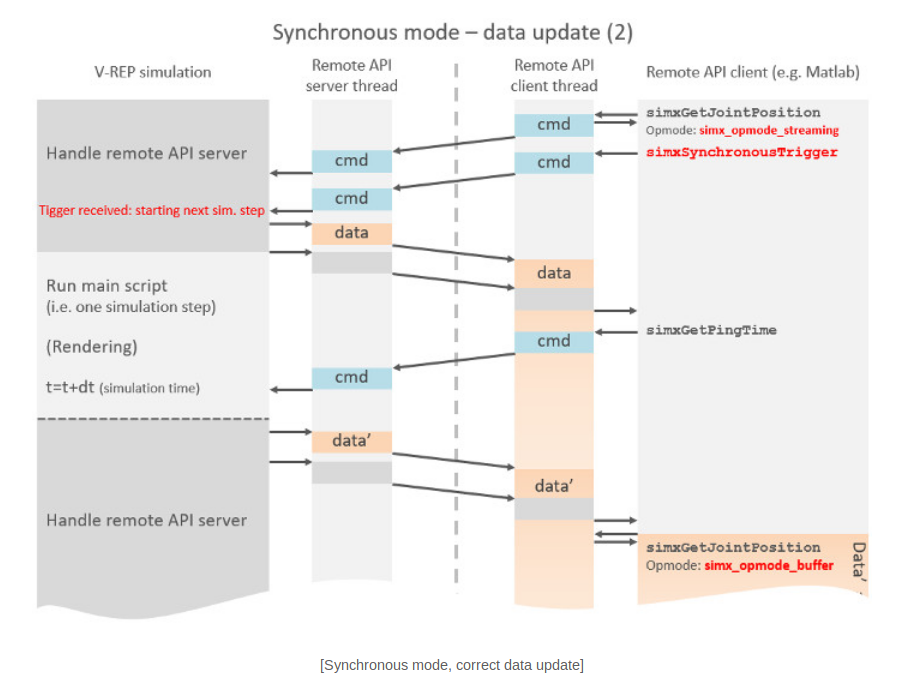 Synchronous mode – data update (2)
V-REP simulation
Remote API
server thread
Remote API
client thread
Remote API client (e.g. Matlab)
simxGetJointPosition
Opmode: simx_opmode_streaming
cmd
simxSynchronousTrigger
Handle remote API server
cmd
cmd
cmd
Tigger received: starting next sim. step
data
data
Run main script
(i.e. one simulation step)
simxGetPingTime
cmd
(Rendering)
cmd
t=t+dt (simulation time)
data’
data’
Handle remote API server
simxGetJointPosition
Opmode: simx_opmode_buffer
Data’
[Synchronous mode, correct data update]